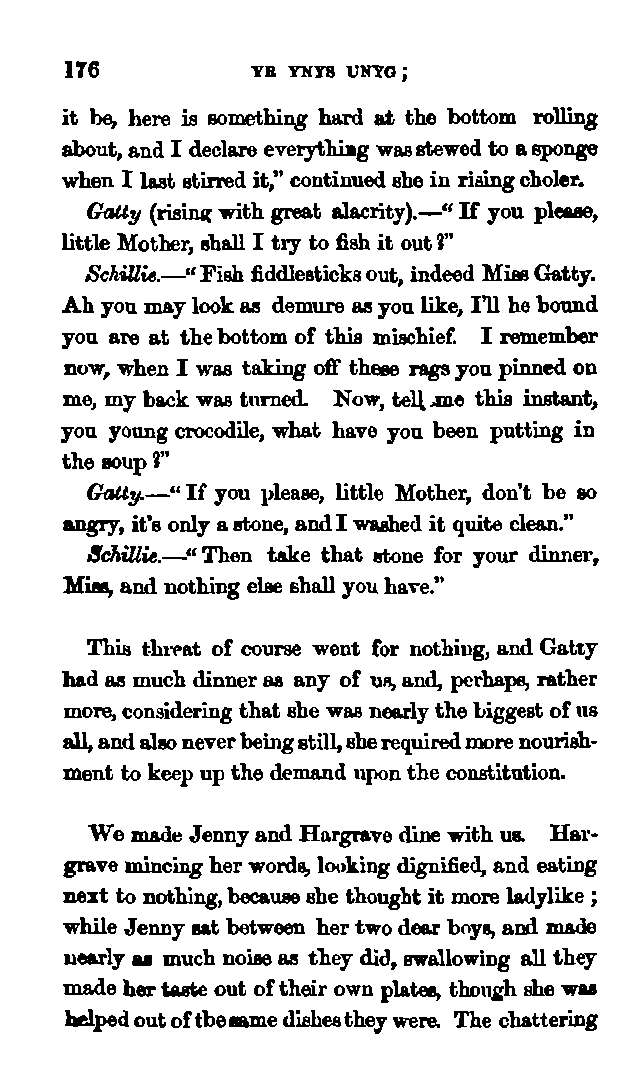 176 YR YNYS UNYG;
it be, here is something hard at the bottom rolling
about, and I declare everything was stewed to a sponge
when I last stirred it," continued she in rising choler.
Gatty (rising with great alacrity).—"If you please,
little Mother, shall I try to fish it out?"
Schillie.—"Fish fiddlesticks out, indeed Miss Gatty.
Ah you may look as demure as you like, I'll be bound
you are at the bottom of this mischief. I remember
now, when I was taking off these rags you pinned on
me, my back was turned. Now, tell me this instant,
you young crocodile, what have you been putting in
the soup?"
Gatty.—"If you please, little Mother, don't be so
angry, it's only a stone, and I washed it quite clean."
Schillie.—"Then take that stone for your dinner,
Miss, and nothing else shall you have."
This threat of course went for nothing, and Gatty
had as much dinner as any of us, and, perhaps, rather
more, considering that she was nearly the biggest of us
all, and also never being still, she required more nourish-
ment to keep up the demand upon the constitution.
We made Jenny and Hargrave dine with us. Har-
grave mincing her words, looking dignified, and eating
next to nothing, because she thought it more ladylike;
while Jenny sat between her two dear boys, and made
nearly as much noise as they did, swallowing all they
made her taste out of their own plates, though she was
helped out of the same dishes they were. The chattering